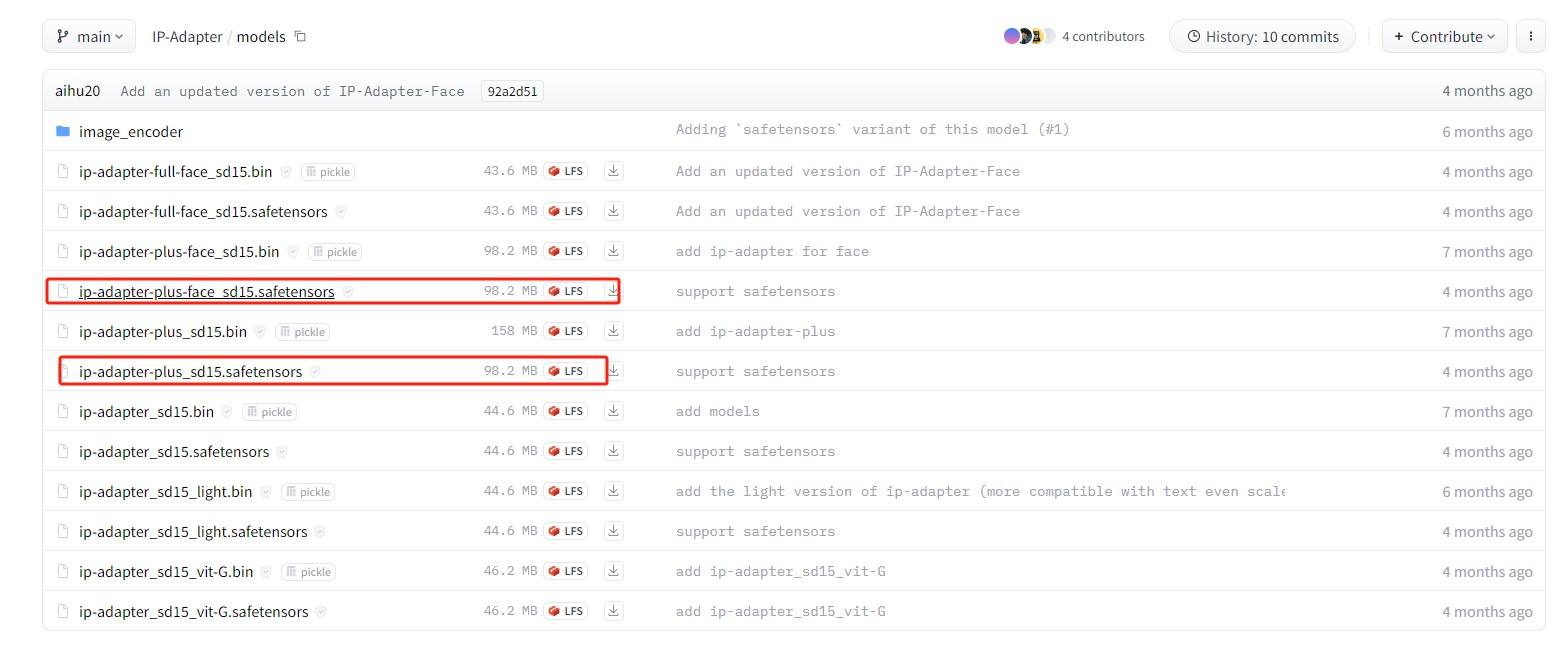 main IP-Adapter / models 4 contributors History: 10 commits + Contribute
aihu20 Add an updated version of IP-Adapter-Face 92a2d51 4 months ago
image_encoder Adding `safetensors` variant of this model (#1) 6 months ago
ip-adapter-full-face_sd15.bin pickle 43.6 MB LFS Add an updated version of IP-Adapter-Face 4 months ago
ip-adapter-full-face_sd15.safetensors 43.6 MB LFS Add an updated version of IP-Adapter-Face 4 months ago
ip-adapter-plus-face_sd15.bin pickle 98.2 MB LFS add ip-adapter for face 7 months ago
ip-adapter-plus-face_sd15.safetensors 98.2 MB LFS support safetensors 4 months ago
ip-adapter-plus_sd15.bin pickle 158 MB LFS add ip-adapter-plus 7 months ago
ip-adapter-plus_sd15.safetensors 98.2 MB LFS support safetensors 4 months ago
ip-adapter_sd15.bin pickle 44.6 MB LFS add models 7 months ago
ip-adapter_sd15.safetensors 44.6 MB LFS support safetensors 4 months ago
ip-adapter_sd15_light.bin pickle 44.6 MB LFS add the light version of ip-adapter (more compatible with text even scale 6 months ago
ip-adapter_sd15_light.safetensors 44.6 MB LFS support safetensors 4 months ago
ip-adapter_sd15_vit-G.bin pickle 46.2 MB LFS add ip-adapter_sd15_vit-G 4 months ago
ip-adapter_sd15_vit-G.safetensors 46.2 MB LFS add ip-adapter_sd15_vit-G 4 months ago